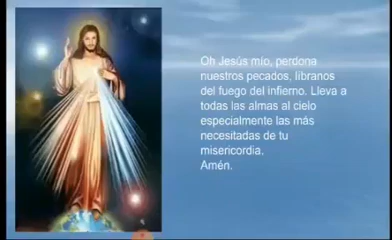 Oh Jesús mio, perdona
nuestros pecados, líbranos
del fuego del infierno. Lleva a
todas las almas al cielo
especialmente las más
necesitadas de tu
misericordia.
Amén.